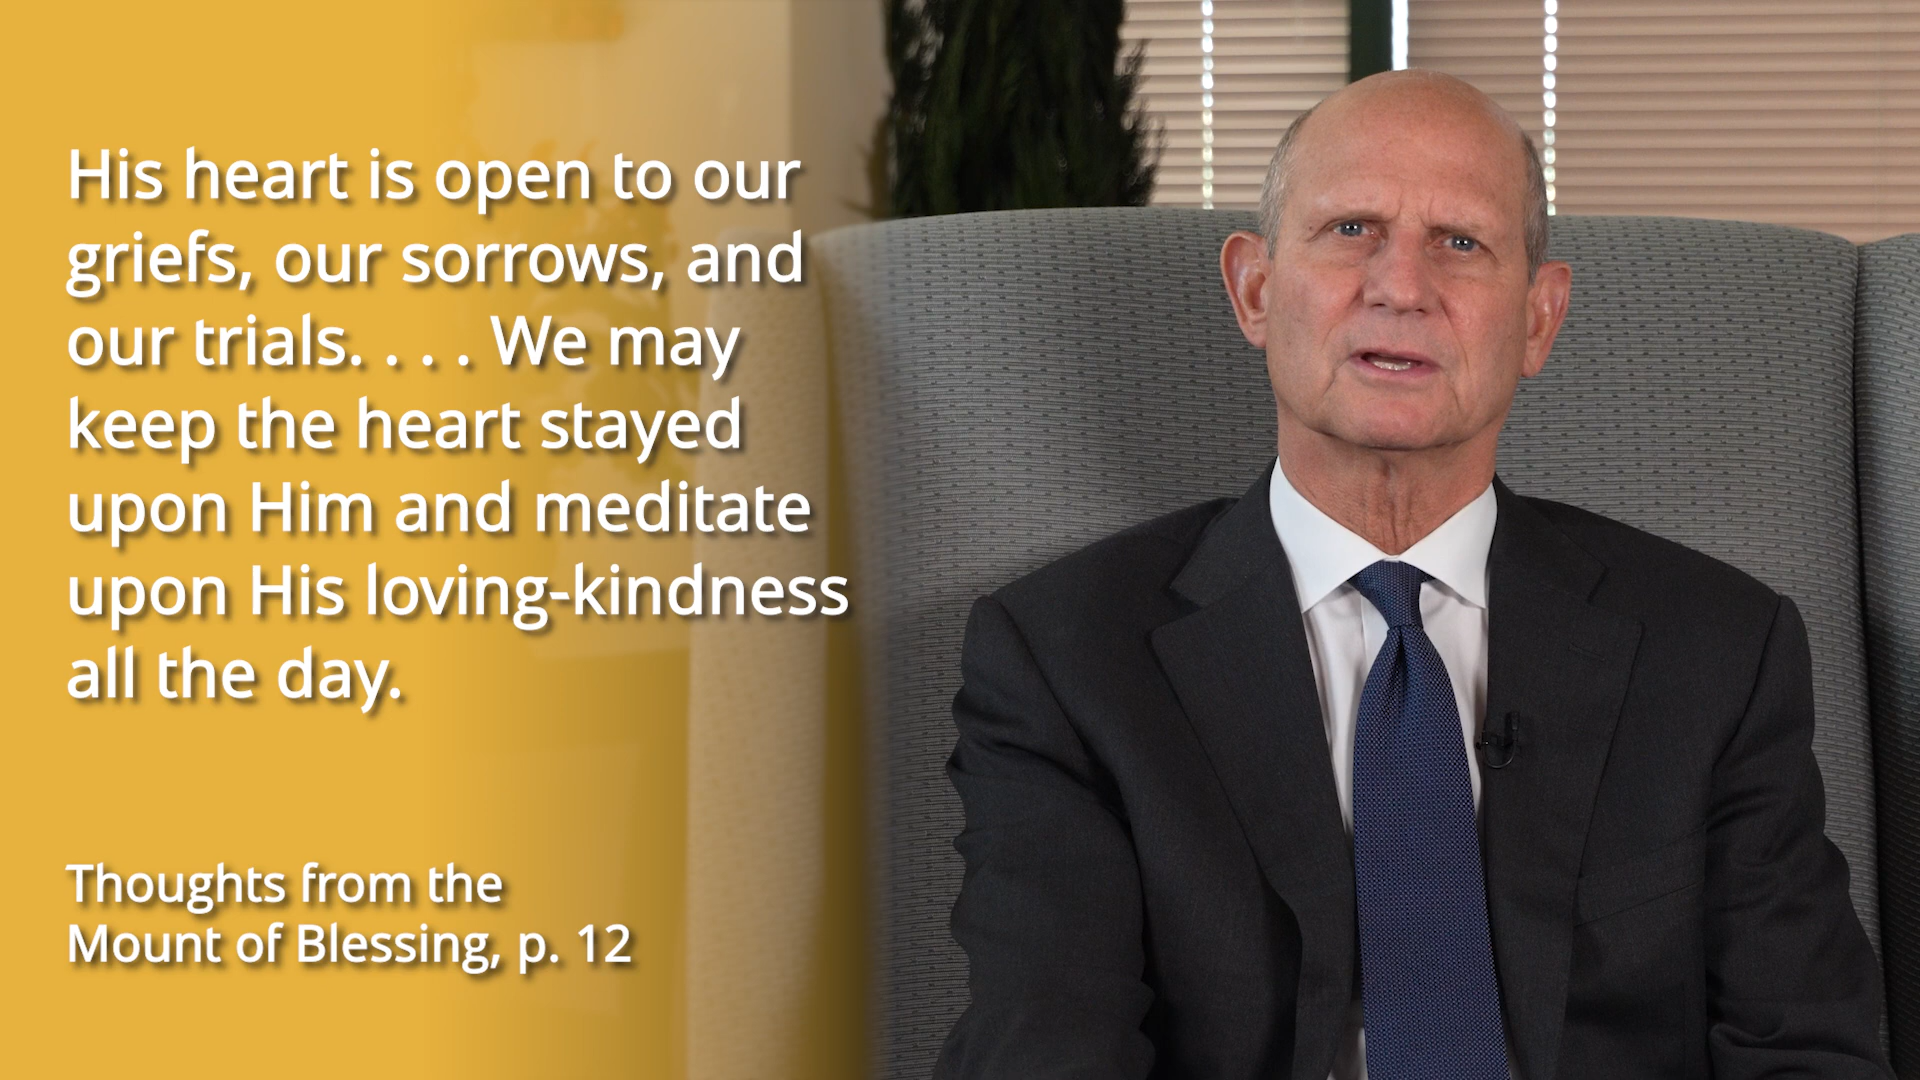 His heart is open to our
griefs, our sorrows, and
our trials. . . . We may
keep the heart stayed
upon Him and meditate
upon His loving-kindness
all the day.
Thoughts from the
Mount of Blessing, p. 12